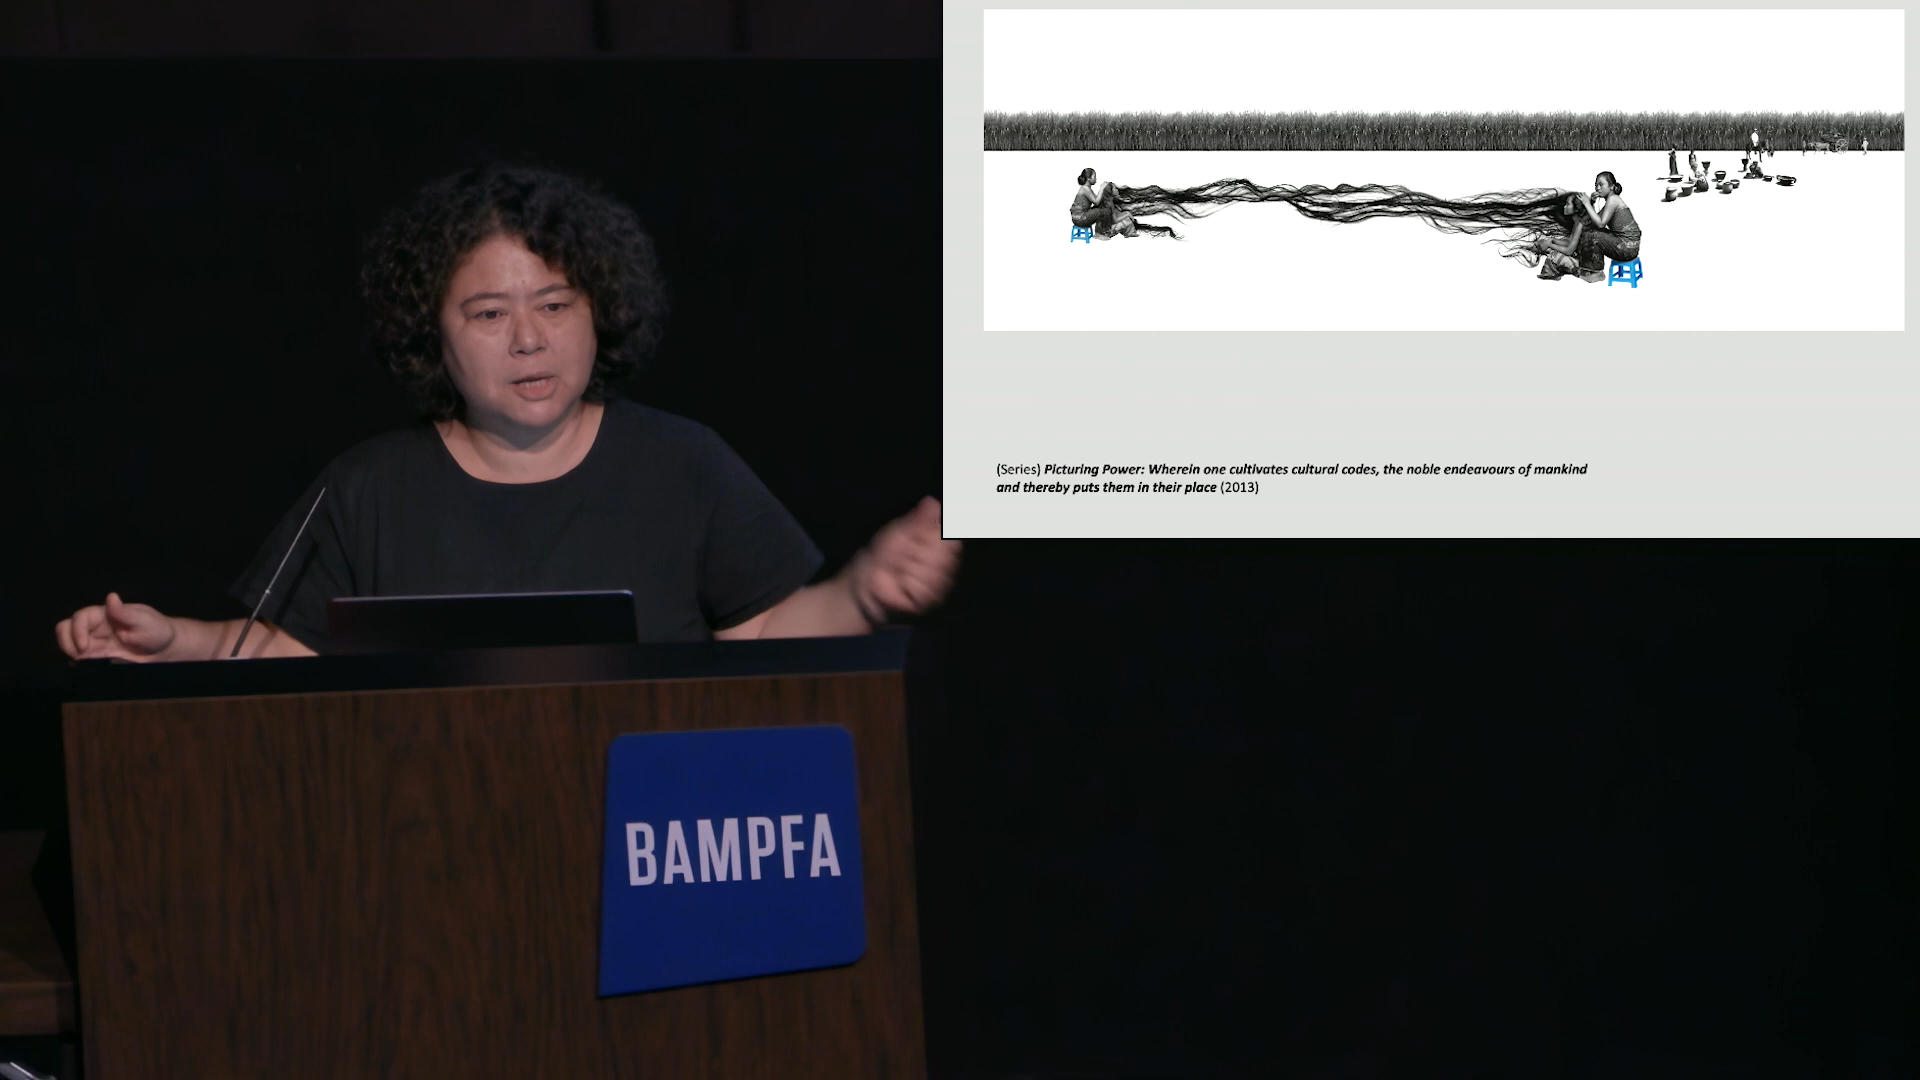 (Series) Picturing Power: Wherein one cultivates cultural codes, the noble endeavours of mankind
and thereby puts them in their place (2013)
BAMPFA